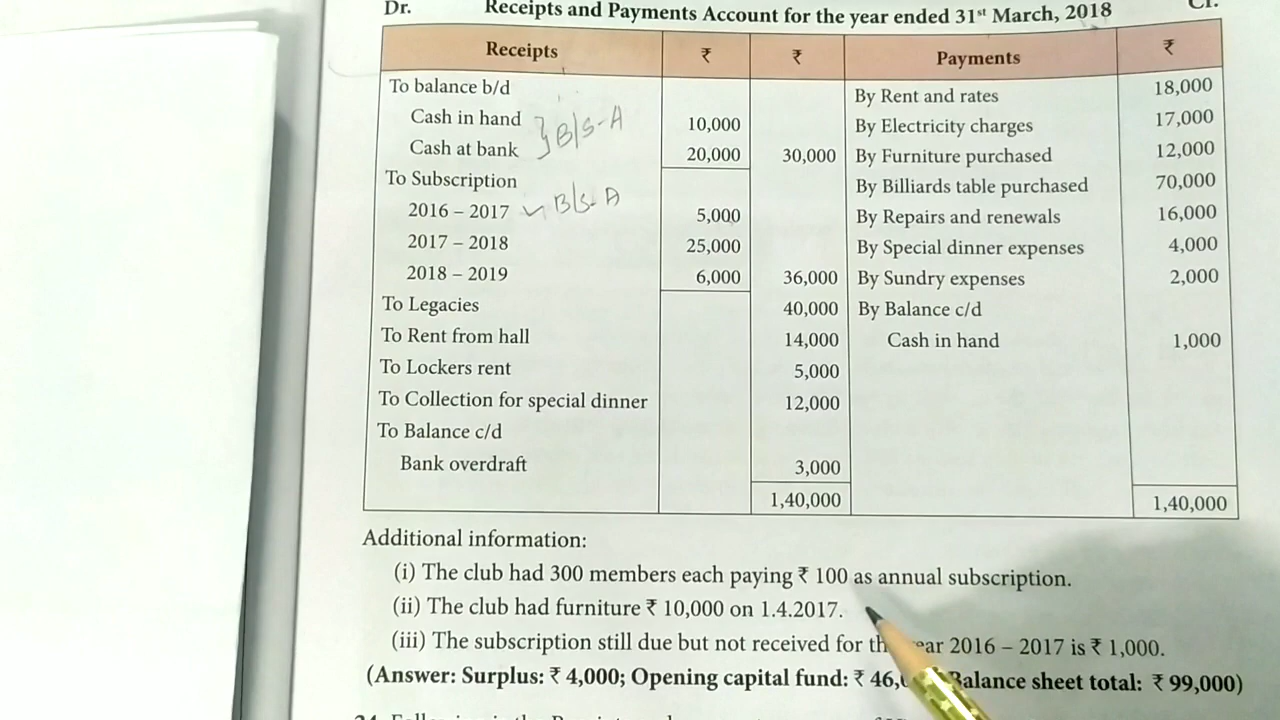 Dr. Receipts and Payments Account for the year ended 31st March, 2018 Cr.
Receipts ₹ ₹ Payments ₹
To balance b/d By Rent and rates 18,000
Cash in hand 10,000 By Electricity charges 17,000
} B/S-A
Cash at bank 20,000 30,000 By Furniture purchased 12,000
To Subscription By Billiards table purchased 70,000
2016 – 2017 B/S-A 5,000 By Repairs and renewals 16,000
2017 – 2018 25,000 By Special dinner expenses 4,000
2018 – 2019 6,000 36,000 By Sundry expenses 2,000
To Legacies 40,000 By Balance c/d
To Rent from hall 14,000 Cash in hand 1,000
To Lockers rent 5,000
To Collection for special dinner 12,000
To Balance c/d
Bank overdraft 3,000
1,40,000 1,40,000
Additional information:
(i) The club had 300 members each paying ₹ 100 as annual subscription.
(ii) The club had furniture ₹ 10,000 on 1.4.2017.
(iii) The subscription still due but not received for 2016 – 2017 is ₹ 1,000.
(Answer: Surplus: ₹ 4,000; Opening capital fund: ₹ Balance sheet total: ₹ 99,000)